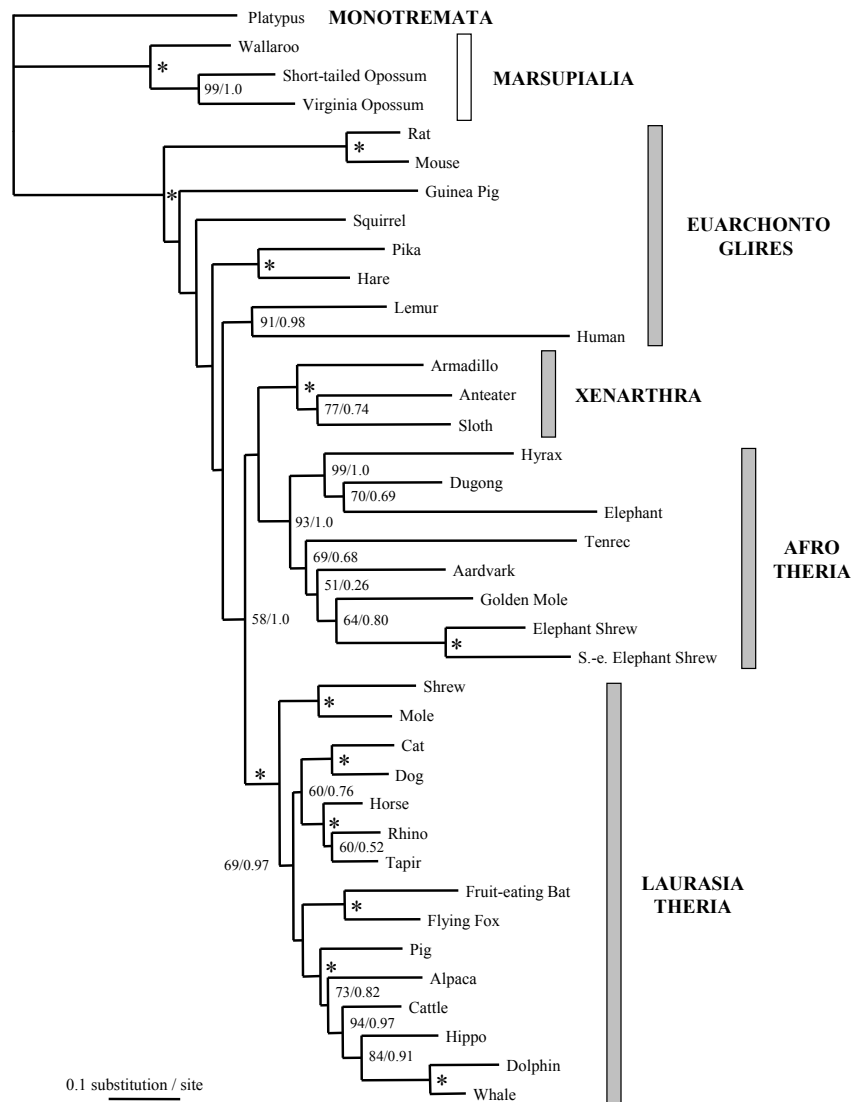 Platypus MONOTREMATA
Wallaroo
*
Short-tailed Opossum
99/1.0
MARSUPIALIA
Virginia Opossum
Rat
*
Mouse
*
Guinea Pig
Squirrel
EUARCHONTO
GLIRES
Pika
*
Hare
Lemur
91/0.98
Human
Armadillo
*
Anteater
XENARTHRA
77/0.74
Sloth
Hyrax
99/1.0
Dugong
70/0.69
Elephant
93/1.0
Tenrec
AFRO
THERIA
69/0.68
Aardvark
51/0.26
Golden Mole
58/1.0
64/0.80
Elephant Shrew
*
S.-e. Elephant Shrew
Shrew
*
Mole
Cat
*
*
Dog
60/0.76
Horse
*
Rhino
60/0.52
69/0.97
Tapir
LAURASIA
THERIA
Fruit-eating Bat
*
Flying Fox
Pig
*
Alpaca
73/0.82
Cattle
94/0.97
Hippo
84/0.91
Dolphin
*
0.1 substitution / site
Whale